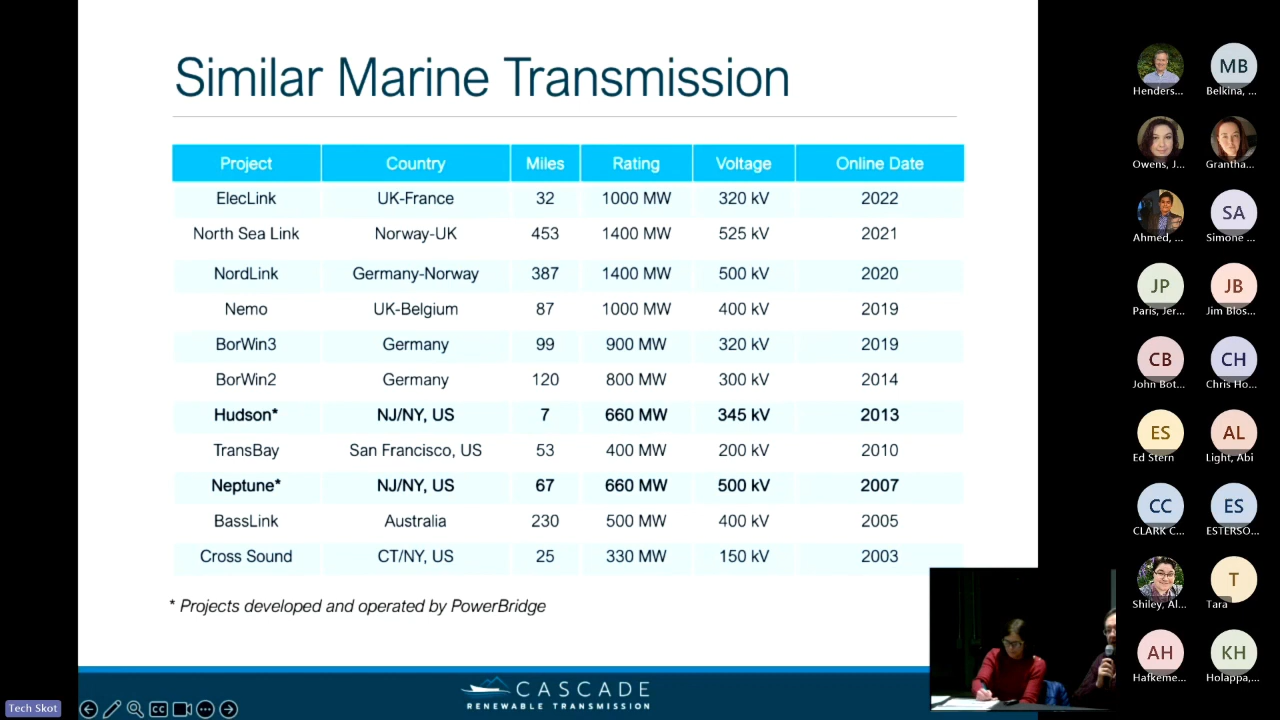 Similar Marine Transmission
Project Country Miles Rating Voltage Online Date
ElecLink UK-France 32 1000 MW 320 kV 2022
North Sea Link Norway-UK 453 1400 MW 525 kV 2021
NordLink Germany-Norway 387 1400 MW 500 kV 2020
Nemo UK-Belgium 87 1000 MW 400 kV 2019
BorWin3 Germany 99 900 MW 320 kV 2019
BorWin2 Germany 120 800 MW 300 kV 2014
Hudson* NJ/NY, US 7 660 MW 345 kV 2013
TransBay San Francisco, US 53 400 MW 200 kV 2010
Neptune* NJ/NY, US 67 660 MW 500 kV 2007
BassLink Australia 230 500 MW 400 kV 2005
Cross Sound CT/NY, US 25 330 MW 150 kV 2003
* Projects developed and operated by PowerBridge
CASCADE
RENEWABLE TRANSMISSION
Tech Skot
CC
MB
Henders... Belkina, ...
Owens, J... Grantha...
SA
Ahmed, ... Simone ...
JP JB
Paris, Jer... Jim Blos...
CB CH
John Bot... Chris Ho...
ES AL
Ed Stern Light, Abi
CC ES
CLARK C... ESTERSO...
T
Shiley, Al... Tara
AH KH
Hafkeme... Holappa,...